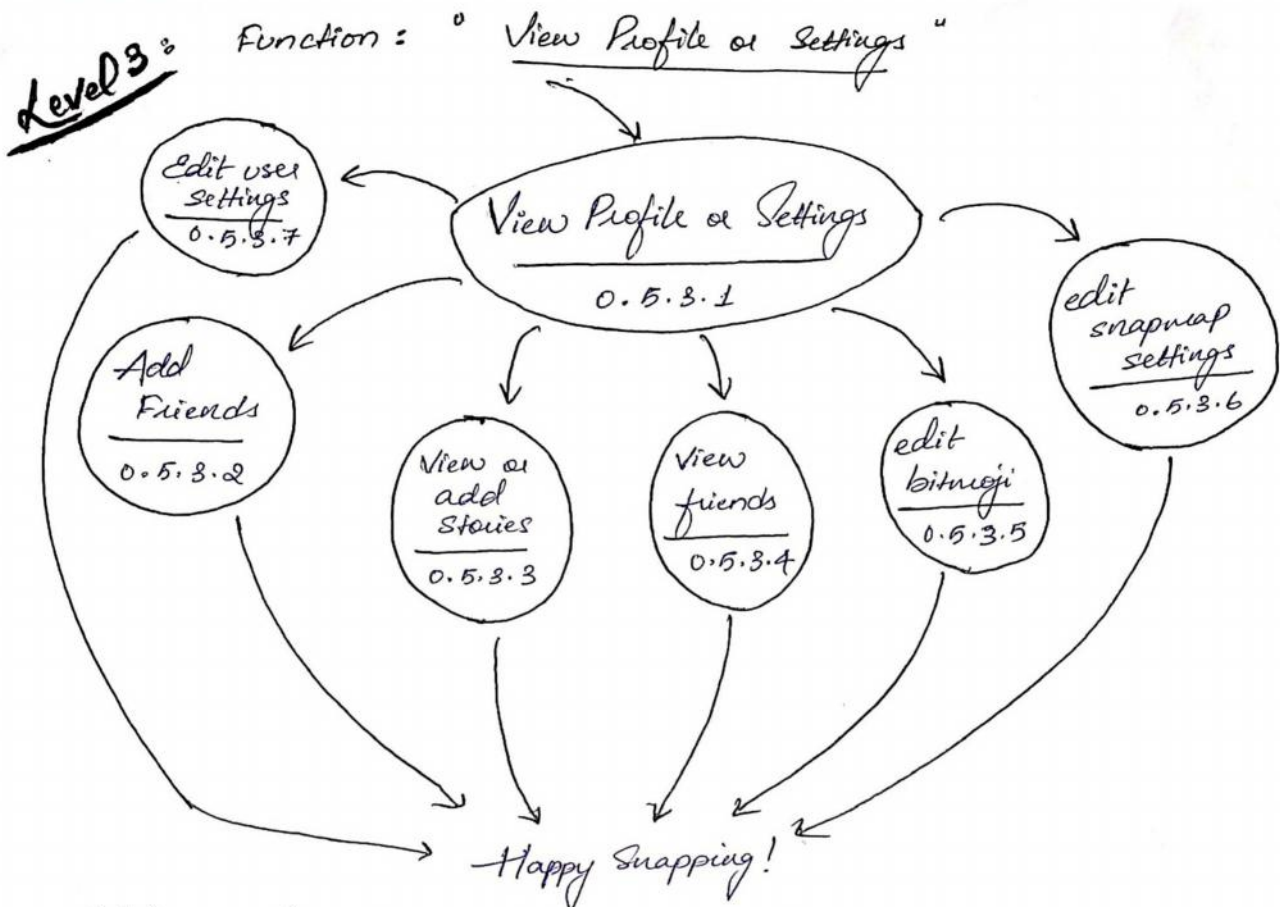 Level 3:
Function: " View Profile or Settings "
Edit user
settings
0.5.3.7
View Profile or Settings
0.5.3.1
edit
snapmap
settings
0.5.3.6
Add
Friends
0.5.3.2
View or
add
Stories
0.5.3.3
view
friends
0.5.3.4
edit
bitmoji
0.5.3.5
Happy Snapping!